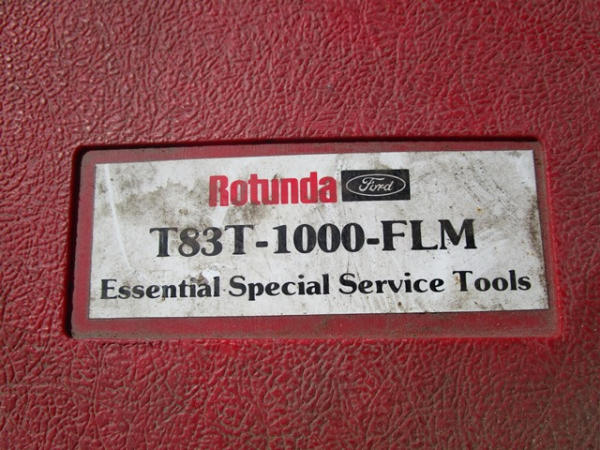 Rotunda Ford
T83T-1000-FLM
Essential Special Service Tools